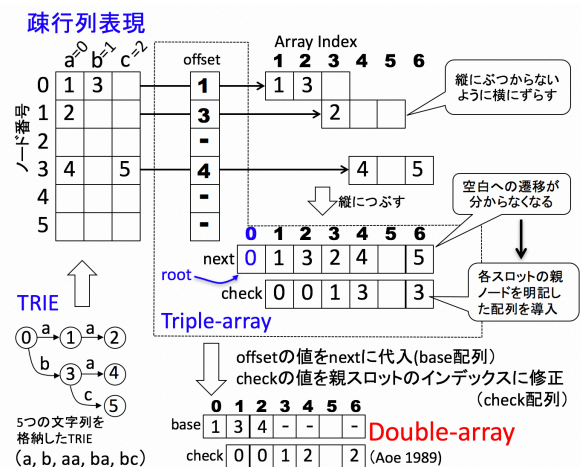 疎行列表現
a=0 b=1 c=2
offset
Array Index
1 2 3 4 5 6
ノード番号
0 1 3 1 1 3
1 2 3 2
2 -
3 4 5 4 4 5
4 -
5 -
縦にぶつからない
ように横にずらす
縦につぶす
空白への遷移が
分からなくなる
0 1 2 3 4 5 6
next 0 1 3 2 4 5
root
check 0 0 1 3 3
各スロットの親
ノードを明記し
た配列を導入
Triple-array
TRIE
0 a 1 a 2
b 3 a 4
c 5
5つの文字列を
格納したTRIE
(a, b, aa, ba, bc)
offsetの値をnextに代入(base配列)
checkの値を親スロットのインデックスに修正
(check配列)
0 1 2 3 4 5 6
base 1 3 4 - - - -
check 0 0 1 2 2
Double-array
(Aoe 1989)